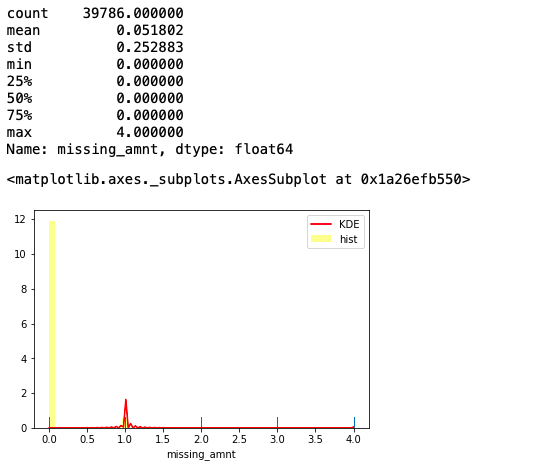 count 39786.000000
mean 0.051802
std 0.252883
min 0.000000
25% 0.000000
50% 0.000000
75% 0.000000
max 4.000000
Name: missing_amnt, dtype: float64
<matplotlib.axes._subplots.AxesSubplot at 0x1a26efb550>
KDE
hist
12
10
8
6
4
2
0
0.0 0.5 1.0 1.5 2.0 2.5 3.0 3.5 4.0
missing_amnt